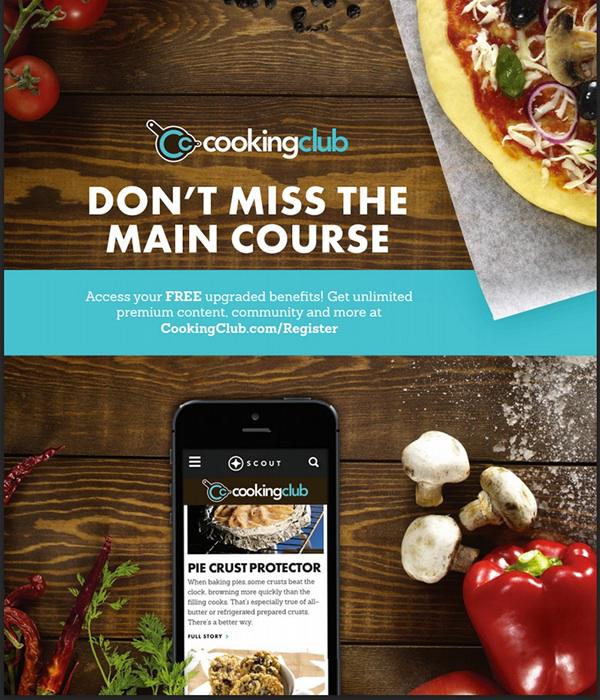 cookingclub
DON'T MISS THE
MAIN COURSE
Access your FREE upgraded benefits! Get unlimited
premium content, community and more at
CookingClub.com/Register
SCOUT
cookingclub
PIE CRUST PROTECTOR
When baking pies, some crusts beat the
clock, browning more quickly than the
filling cooks. That's especially true of all-
butter or refrigerated prepared crusts.
There's a better way.
FULL STORY >